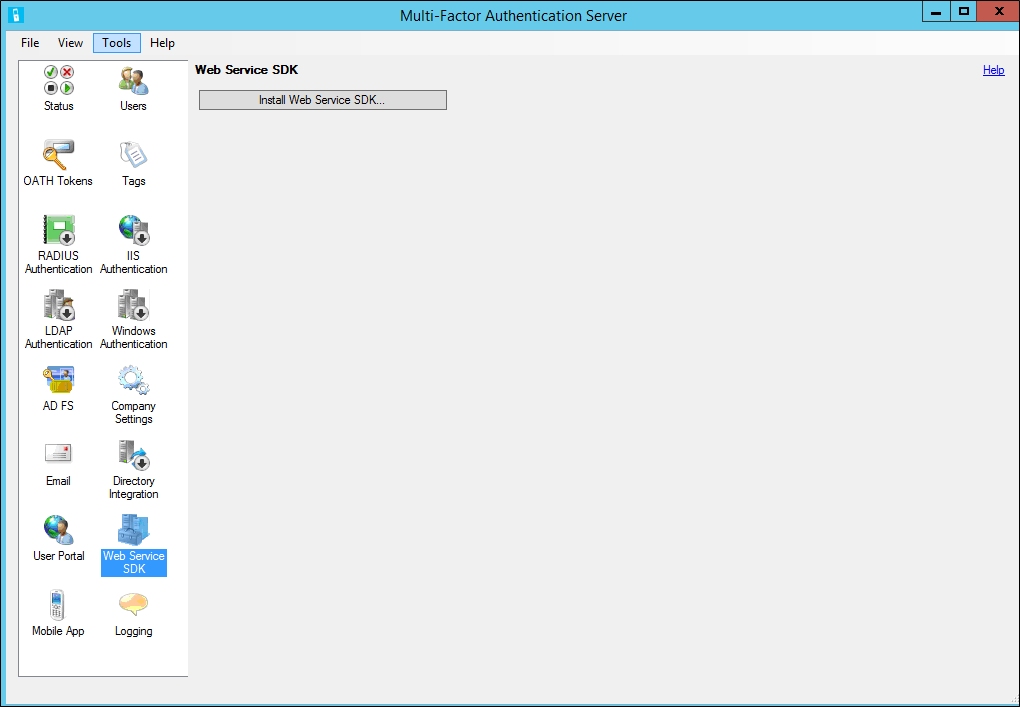 Multi-Factor Authentication Server
File View Tools Help
Web Service SDK
Help
Install Web Service SDK...
Status
Users
OATH Tokens
Tags
RADIUS
Authentication
IIS
Authentication
LDAP
Authentication
Windows
Authentication
AD FS
Company
Settings
Email
Directory
Integration
User Portal
Web Service
SDK
Mobile App
Logging